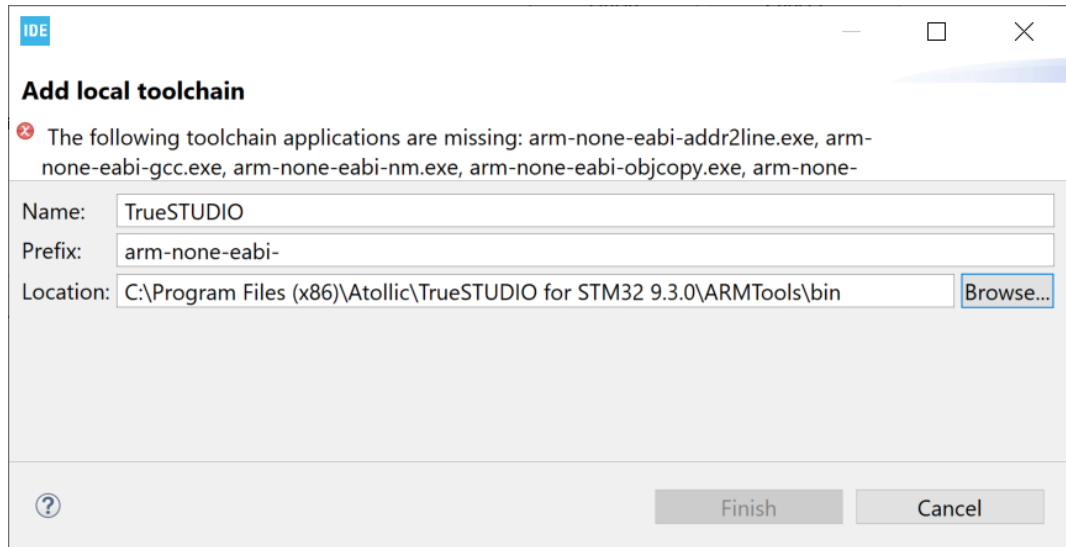 IDE
Add local toolchain
The following toolchain applications are missing: arm-none-eabi-addr2line.exe, arm-
none-eabi-gcc.exe, arm-none-eabi-nm.exe, arm-none-eabi-objcopy.exe, arm-none-
Name: TrueSTUDIO
Prefix: arm-none-eabi-
Location: C:\Program Files (x86)\Atollic\TrueSTUDIO for STM32 9.3.0\ARMTools\bin Browse...
? Finish Cancel